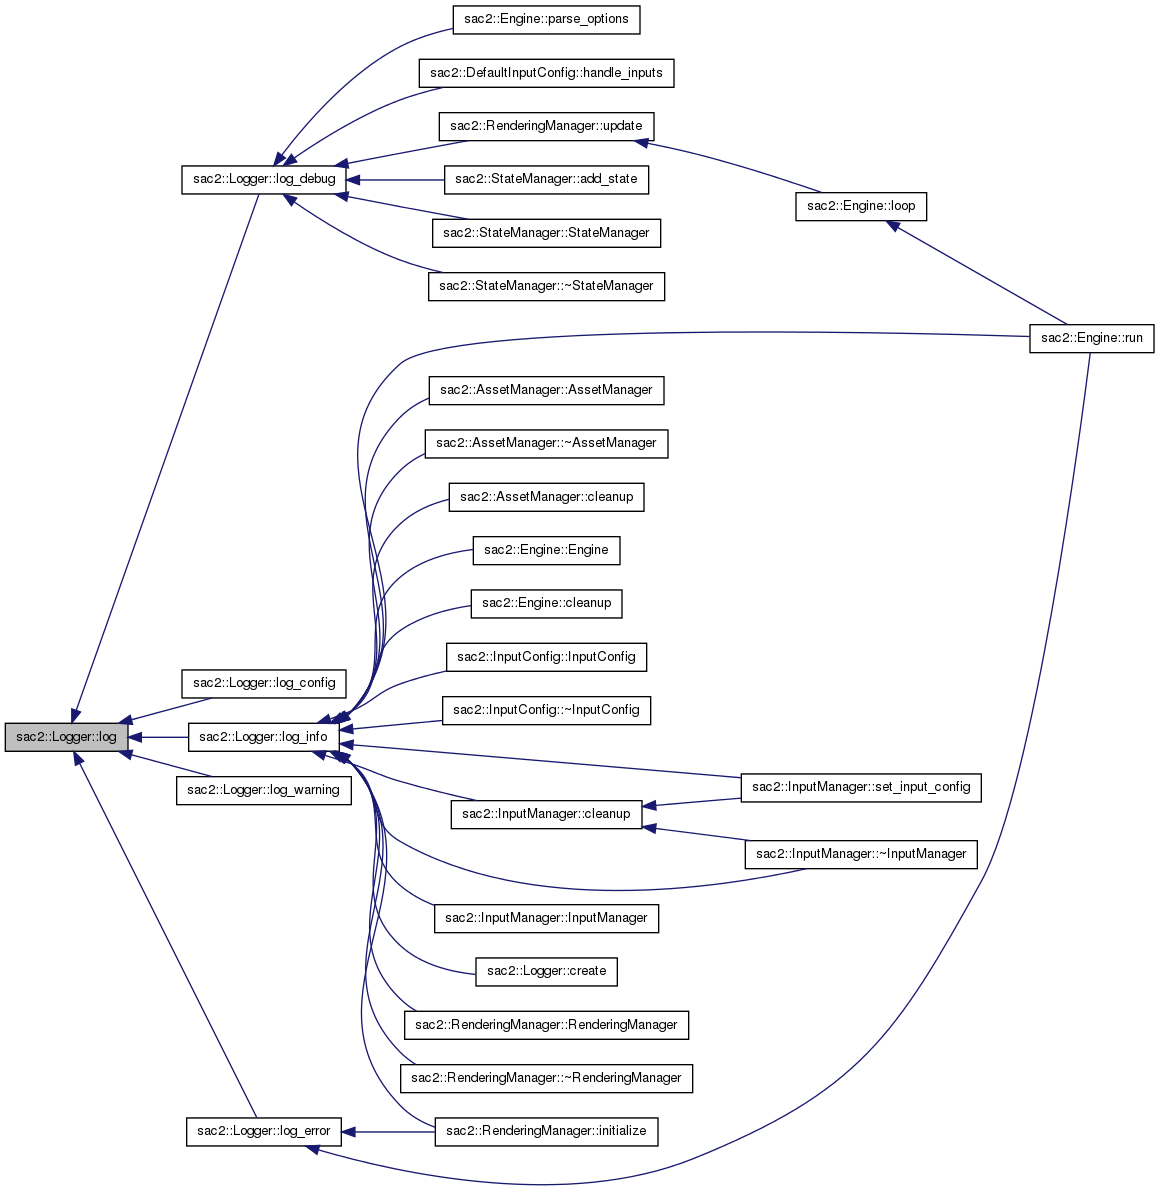 sac2::Engine::parse_options
sac2::DefaultInputConfig::handle_inputs
sac2::RenderingManager::update
sac2::Logger::log_debug
sac2::StateManager::add_state
sac2::Engine::loop
sac2::StateManager::StateManager
sac2::StateManager::~StateManager
sac2::Engine::run
sac2::AssetManager::AssetManager
sac2::AssetManager::~AssetManager
sac2::AssetManager::cleanup
sac2::Engine::Engine
sac2::Engine::cleanup
sac2::InputConfig::InputConfig
sac2::Logger::log_config
sac2::InputConfig::~InputConfig
sac2::Logger::log
sac2::Logger::log_info
sac2::Logger::log_warning
sac2::InputManager::set_input_config
sac2::InputManager::cleanup
sac2::InputManager::~InputManager
sac2::InputManager::InputManager
sac2::Logger::create
sac2::RenderingManager::RenderingManager
sac2::RenderingManager::~RenderingManager
sac2::Logger::log_error
sac2::RenderingManager::initialize